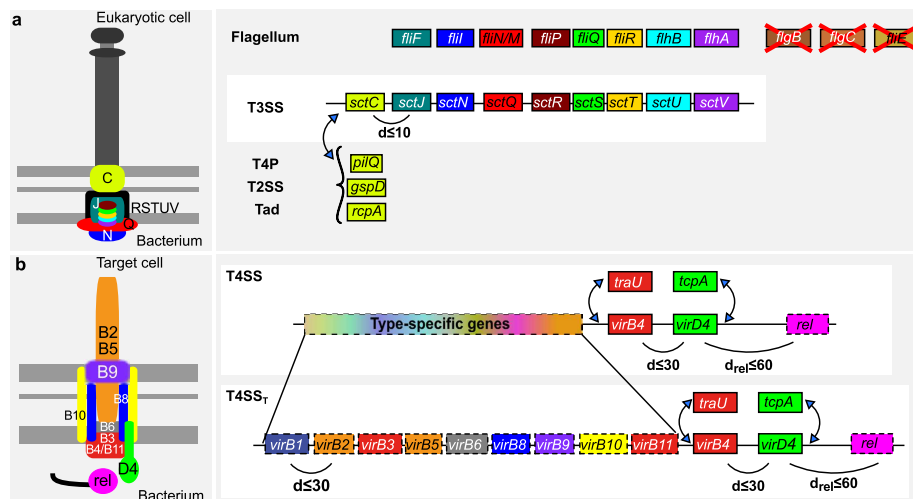 a
Eukaryotic cell
C
J
RSTUV
Q
N
Bacterium
Flagellum
fliF fliI fliN/M fliP fliQ fliR flhB flhA flgB flgC fliE
T3SS
sctC sctJ sctN sctQ sctR sctS sctT sctU sctV
d≤10
T4P pilQ
T2SS gspD
Tad rcpA
b
Target cell
B2
B5
B9
B10 B8
B6
B3
B4/B11
D4
rel
Bacterium
T4SS
traU tcpA
Type-specific genes virB4 virD4 rel
d≤30 drel≤60
T4SST
traU tcpA
virB1 virB2 virB3 virB5 virB6 virB8 virB9 virB10 virB11 virB4 virD4 rel
d≤30 d≤30 drel≤60